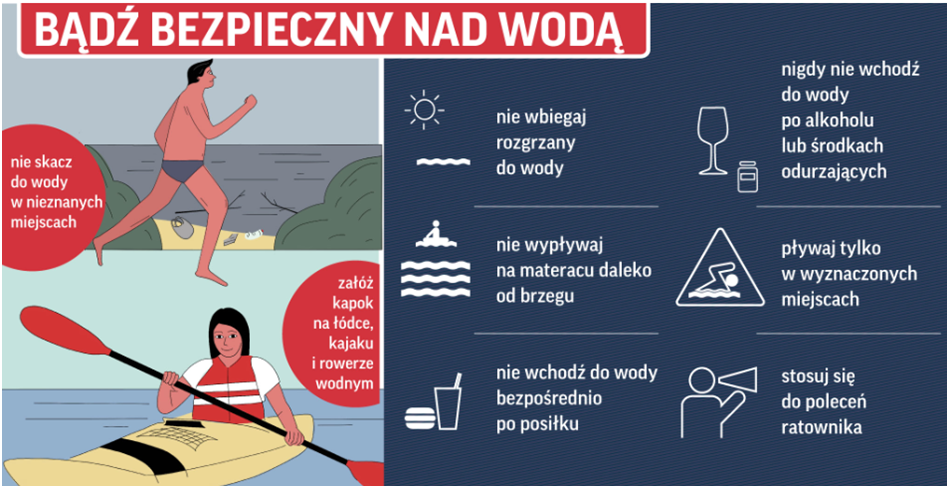 BĄDŹ BEZPIECZNY NAD WODĄ
nie skacz
do wody
w nieznanych
miejscach
załóż
kapok
na łódce,
kajaku
i rowerze
wodnym
nie wbiegaj
rozgrzany
do wody
nigdy nie wchodź
do wody
po alkoholu
lub środkach
odurzających
nie wypływaj
na materacu daleko
od brzegu
pływaj tylko
w wyznaczonych
miejscach
nie wchodź do wody
bezpośrednio
po posiłku
stosuj się
do poleceń
ratownika